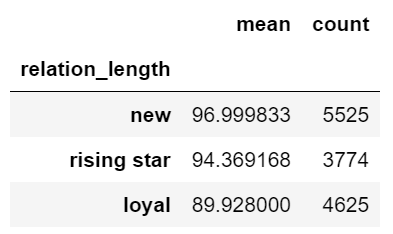 mean count
relation_length
new 96.999833 5525
rising star 94.369168 3774
loyal 89.928000 4625